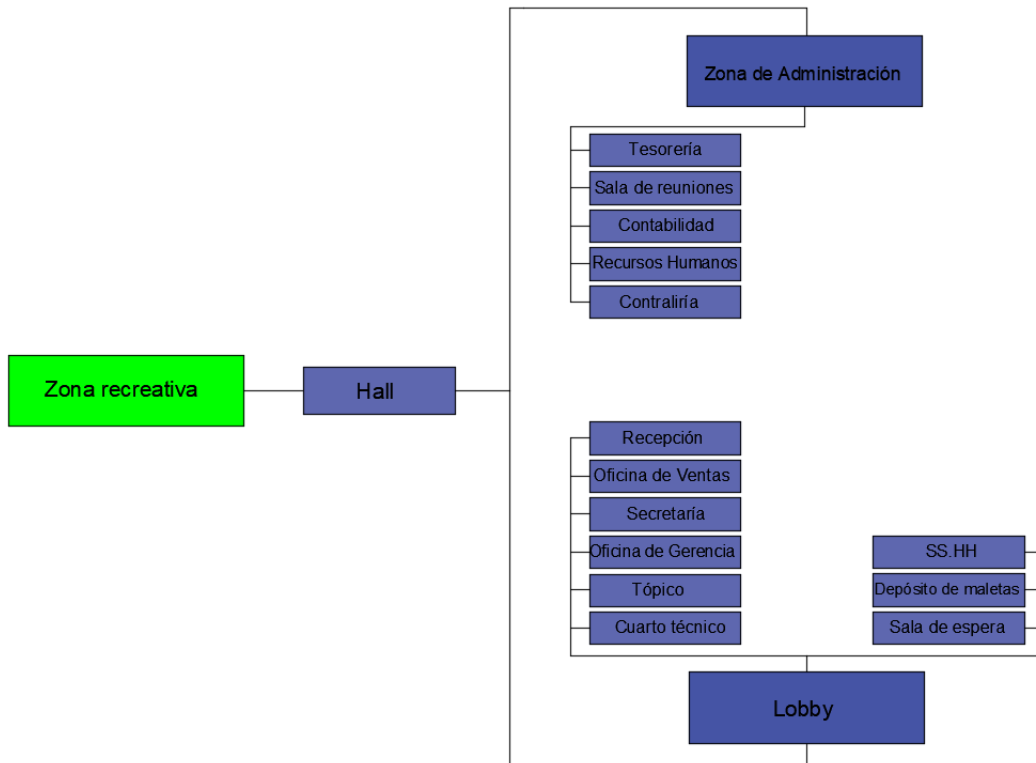 Zona de Administración
Tesorería
Sala de reuniones
Contabilidad
Recursos Humanos
Contraliría
Zona recreativa
Hall
Recepción
Oficina de Ventas
Secretaría
Oficina de Gerencia
Tópico
Cuarto técnico
SS.HH
Depósito de maletas
Sala de espera
Lobby